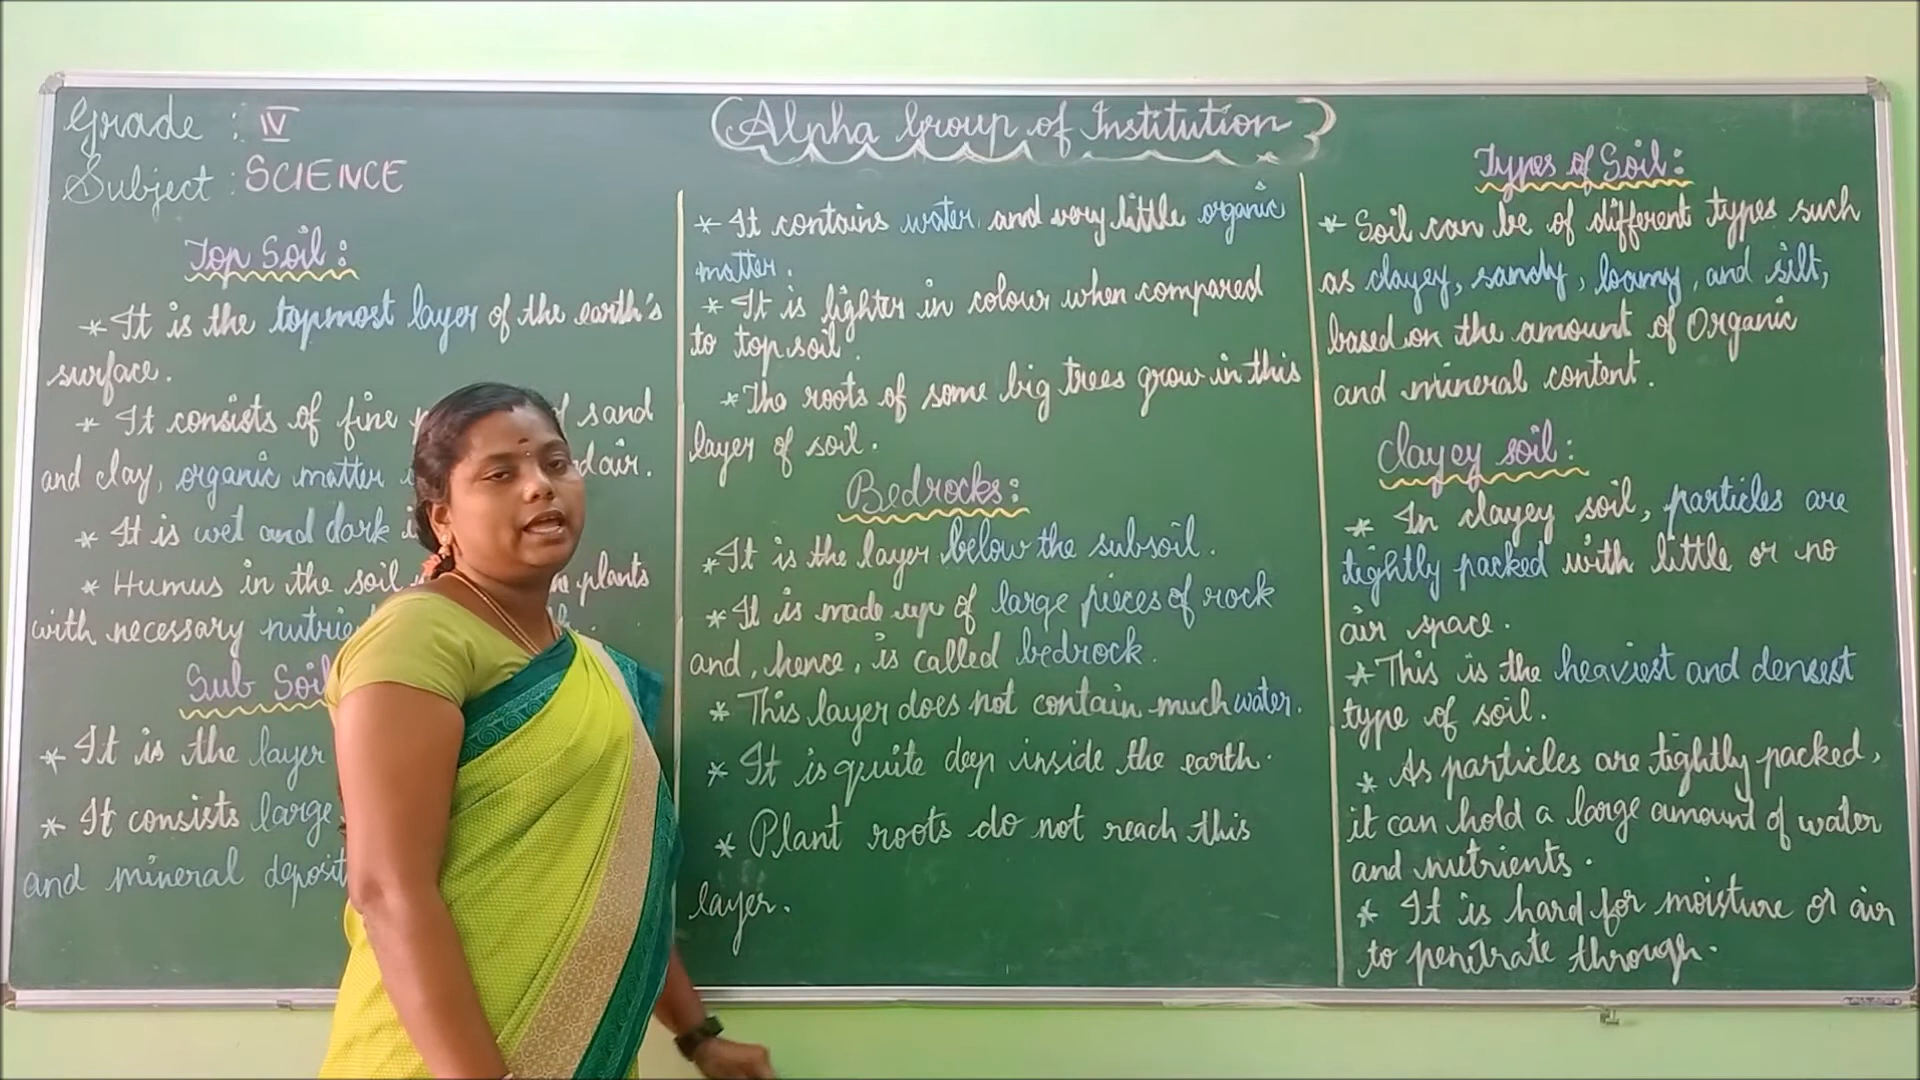 Grade : IV
Subject : SCIENCE
Alpha Group of Institution
Top Soil :
* It is the topmost layer of the earth's
surface.
* It consists of fine sand
and clay, organic matter air.
* It is wet and dark
* Humus in the soil plants
with necessary
Sub Soil
* It is the layer
* It consists large
and mineral
* It contains water and very little organic
matter.
* It is lighter in colour when compared
to top soil.
* The roots of some big trees grow in this
layer of soil.
Bedrocks :
* It is the layer below the subsoil.
* It is made up of large pieces of rock
and, hence, is called bedrock.
* This layer does not contain much water.
* It is quite deep inside the earth.
* Plant roots do not reach this
layer.
Types of Soil :
* Soil can be of different types such
as clayey, sandy, loamy, and silt,
based on the amount of Organic
and mineral content.
Clayey soil :
* In clayey soil, particles are
tightly packed with little or no
air space.
* This is the heaviest and densest
type of soil.
* As particles are tightly packed,
it can hold a large amount of water
and nutrients.
* It is hard for moisture or air
to penetrate through.